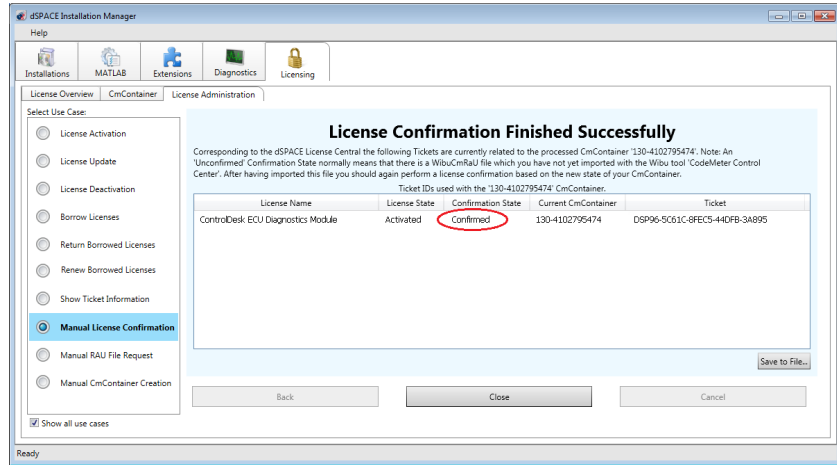 dSPACE Installation Manager
Help
Installations
MATLAB
Extensions
Diagnostics
Licensing
License Overview
CmContainer
License Administration
Select Use Case:
License Activation
License Update
License Deactivation
Borrow Licenses
Return Borrowed Licenses
Renew Borrowed Licenses
Show Ticket Information
Manual License Confirmation
Manual RAU File Request
Manual CmContainer Creation
Show all use cases
License Confirmation Finished Successfully
Corresponding to the dSPACE License Central the following Tickets are currently related to the processed CmContainer '130-4102795474'. Note: An
'Unconfirmed' Confirmation State normally means that there is a WibuCmRaU file which you have not yet imported with the Wibu tool 'CodeMeter Control
Center'. After having imported this file you should again perform a license confirmation based on the new state of your CmContainer.
Ticket IDs used with the '130-4102795474' CmContainer.
License Name License State Confirmation State Current CmContainer Ticket
ControlDesk ECU Diagnostics Module Activated Confirmed 130-4102795474 DSP96-5C61C-8FEC5-44DFB-3A895
Save to File...
Back
Close
Cancel
Ready